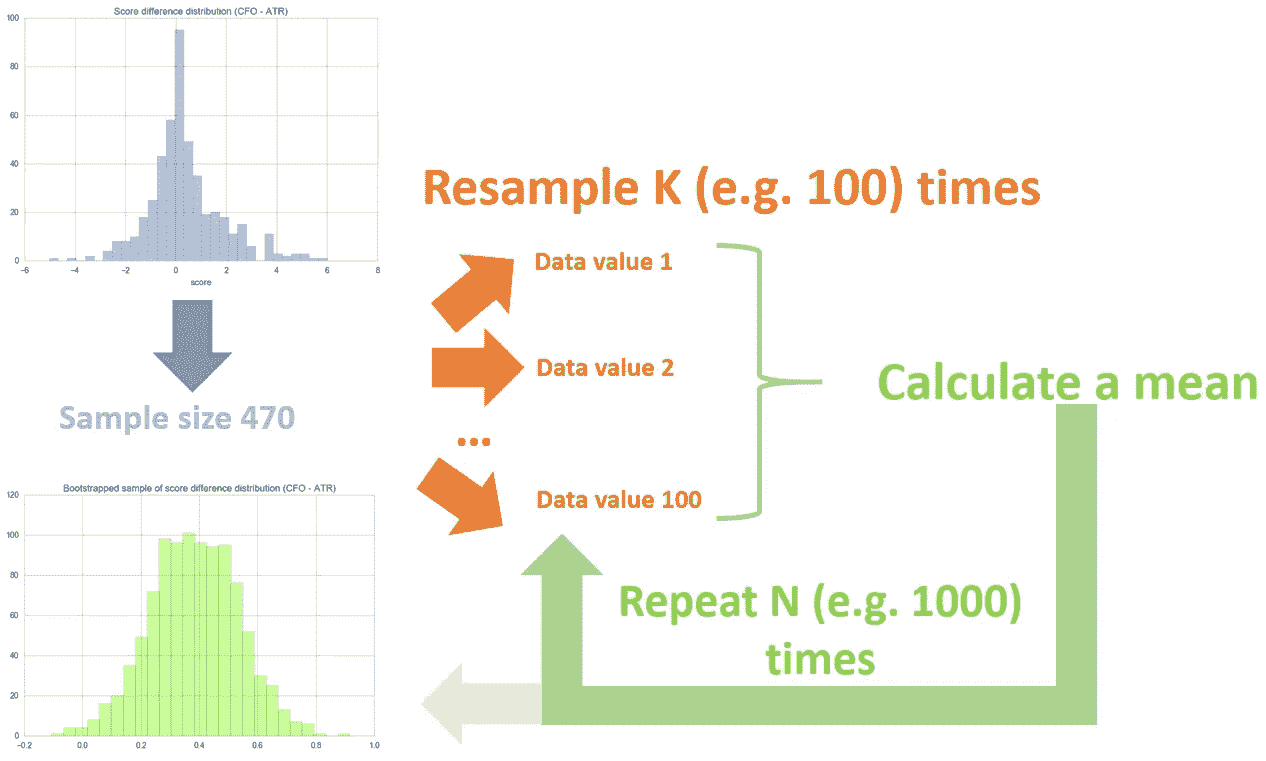 Score difference distribution (CFO - ATR)
100
80
60
40
20
0
−6 −4 −2 0 2 4 6 8
score
Sample size 470
Resample K (e.g. 100) times
Data value 1
Data value 2
...
Data value 100
Calculate a mean
Repeat N (e.g. 1000)
times
Bootstrapped sample of score difference distribution (CFO - ATR)
120
100
80
60
40
20
0
−0.2 0.0 0.2 0.4 0.6 0.8 1.0